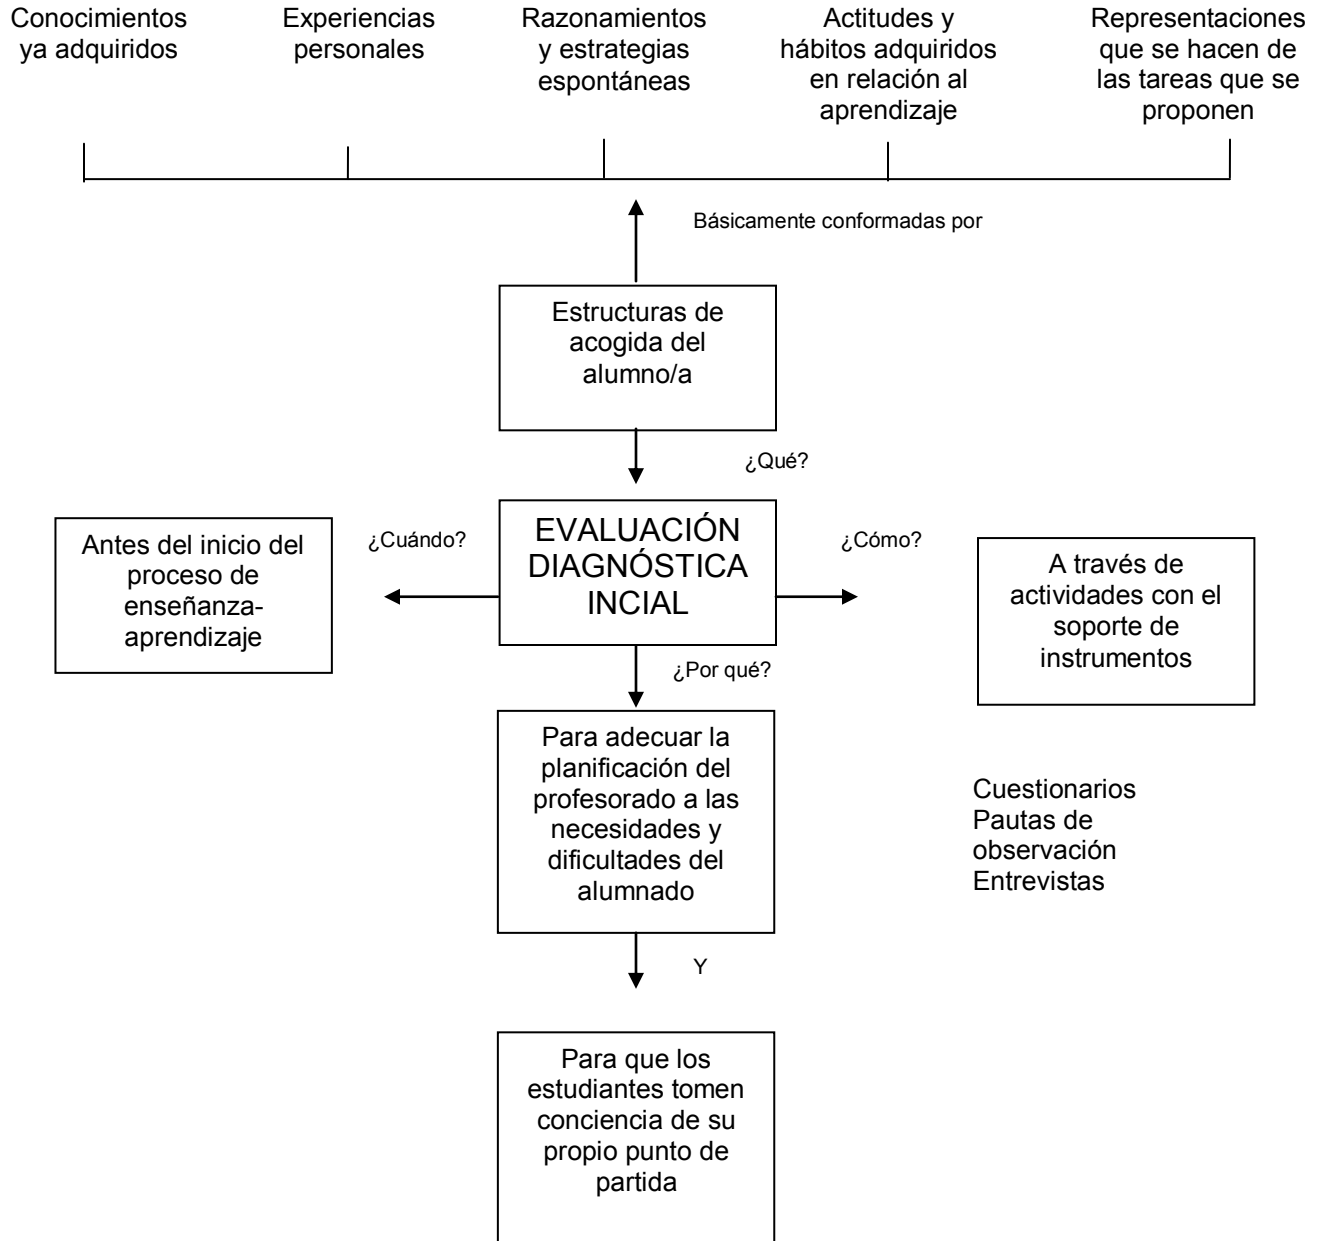 Conocimientos
ya adquiridos
Experiencias
personales
Razonamientos
y estrategias
espontáneas
Actitudes y
hábitos adquiridos
en relación al
aprendizaje
Representaciones
que se hacen de
las tareas que se
proponen
Básicamente conformadas por
Estructuras de
acogida del
alumno/a
¿Qué?
Antes del inicio del
proceso de
enseñanza-
aprendizaje
¿Cuándo?
EVALUACIÓN
DIAGNÓSTICA
INCIAL
¿Cómo?
A través de
actividades con el
soporte de
instrumentos
¿Por qué?
Para adecuar la
planificación del
profesorado a las
necesidades y
dificultades del
alumnado
Cuestionarios
Pautas de
observación
Entrevistas
Y
Para que los
estudiantes tomen
conciencia de su
propio punto de
partida